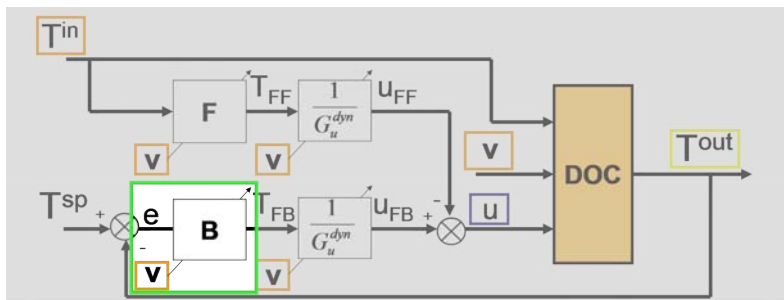 T^in
F
T_FF
1
G_u^dyn
u_FF
v
v
-
v
DOC
T^out
T^sp
+
-
e
B
T_FB
1
G_u^dyn
u_FB
+
u
v
v